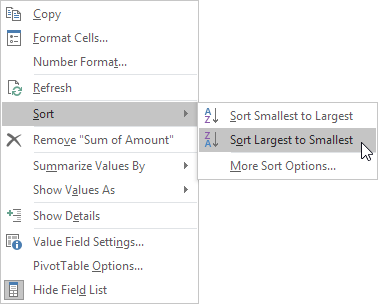 Copy
Format Cells...
Number Format...
Refresh
Sort
Remove "Sum of Amount"
Summarize Values By
Show Values As
Show Details
Value Field Settings...
PivotTable Options...
Hide Field List
Sort Smallest to Largest
Sort Largest to Smallest
More Sort Options...